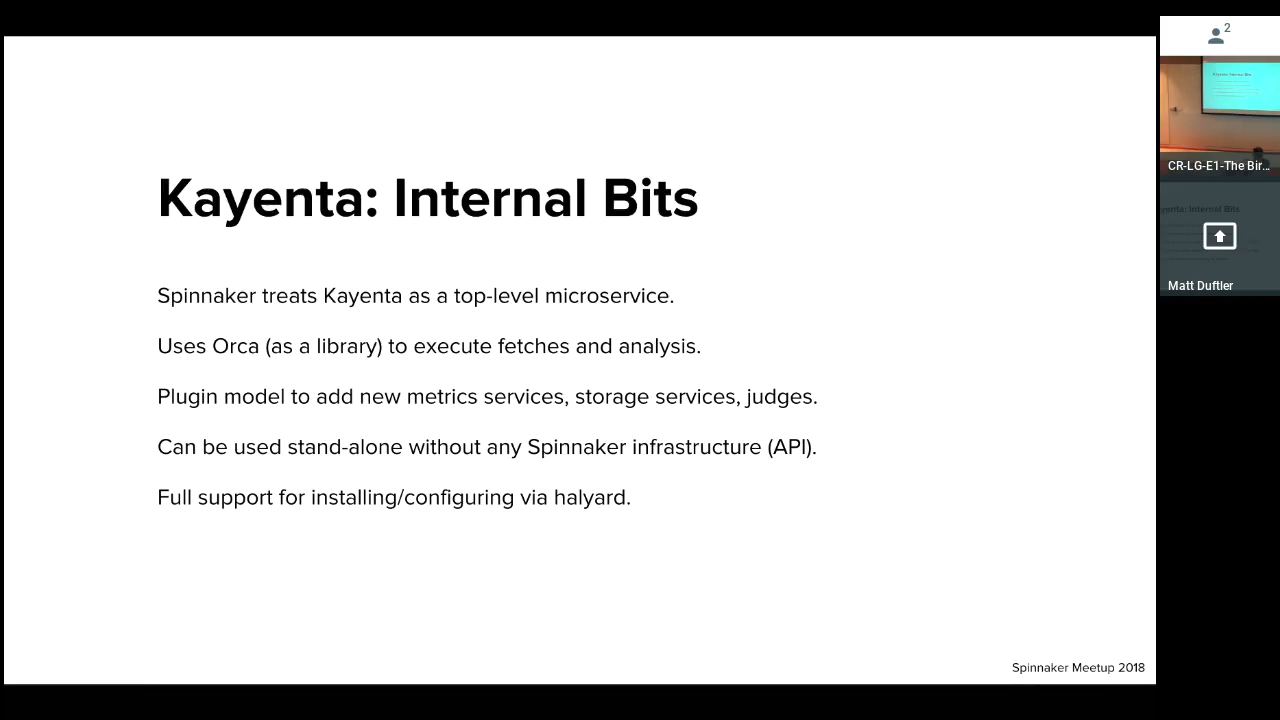 Kayenta: Internal Bits
Spinnaker treats Kayenta as a top-level microservice.
Uses Orca (as a library) to execute fetches and analysis.
Plugin model to add new metrics services, storage services, judges.
Can be used stand-alone without any Spinnaker infrastructure (API).
Full support for installing/configuring via halyard.
Spinnaker Meetup 2018
2
CR-LG-E1-The Bir...
Matt Duftler